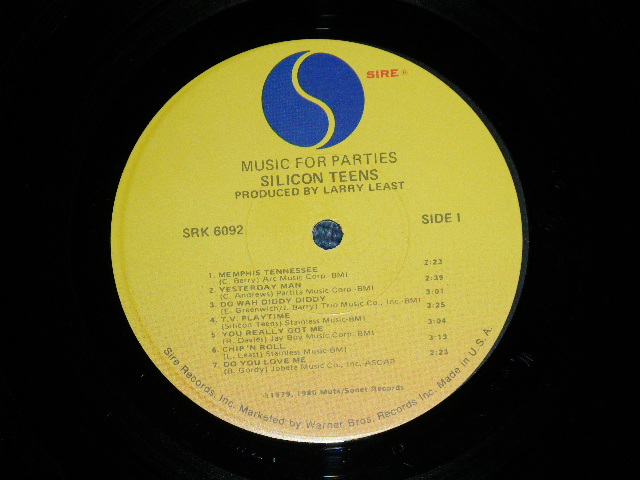 SIRE ®
MUSIC FOR PARTIES
SILICON TEENS
PRODUCED BY LARRY LEAST
SRK 6092
SIDE I
1. MEMPHIS TENNESSEE 2:23
(C. Berry) Arc Music Corp.-BMI
2. YESTERDAY MAN 2:39
(C. Andrews) Partita Music Corp.-BMI
3. DO WAH DIDDY DIDDY 3:01
(E. Greenwich/J. Barry) Trio Music Co., Inc.-BMI
4. T.V. PLAYTIME 3:25
(Silicon Teens) Stainless Music-BMI
5. YOU REALLY GOT ME 3:04
(R. Davies) Jay Boy Music Corp.-BMI
6. CHIP 'N ROLL 3:13
(L. Least) Stainless Music-BMI
7. DO YOU LOVE ME 2:23
(B. Gordy) Jobete Music Co., Inc. ASCAP
1979, 1980 Mute/Sonet Records
Sire Records, Inc. Marketed by Warner Bros. Records Inc. Made in U.S.A.